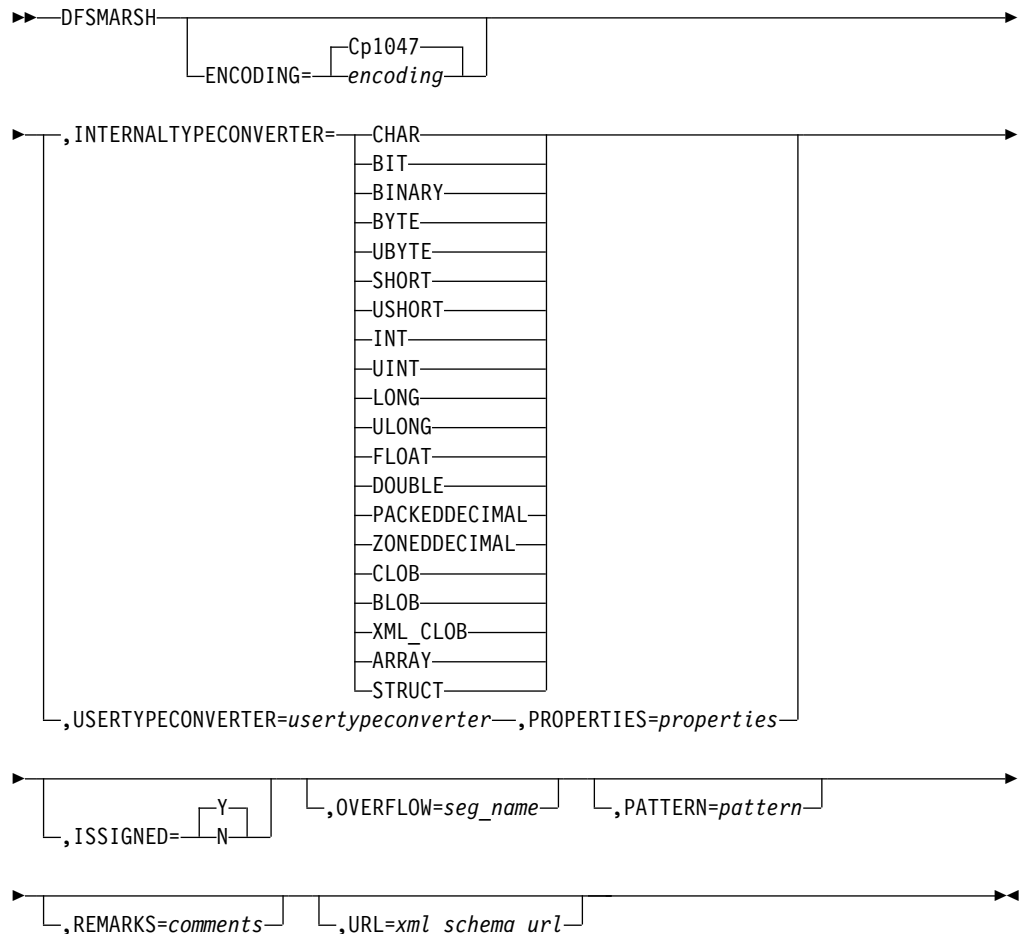 DFSMARSH
Cp1047
ENCODING= encoding
,INTERNALTYPECONVERTER= CHAR
BIT
BINARY
BYTE
UBYTE
SHORT
USHORT
INT
UINT
LONG
ULONG
FLOAT
DOUBLE
PACKEDDECIMAL
ZONEDDECIMAL
CLOB
BLOB
XML_CLOB
ARRAY
STRUCT
,USERTYPECONVERTER=usertypeconverter ,PROPERTIES=properties
Y
,ISSIGNED= N ,OVERFLOW=seg_name ,PATTERN=pattern
,REMARKS=comments ,URL=xml schema url